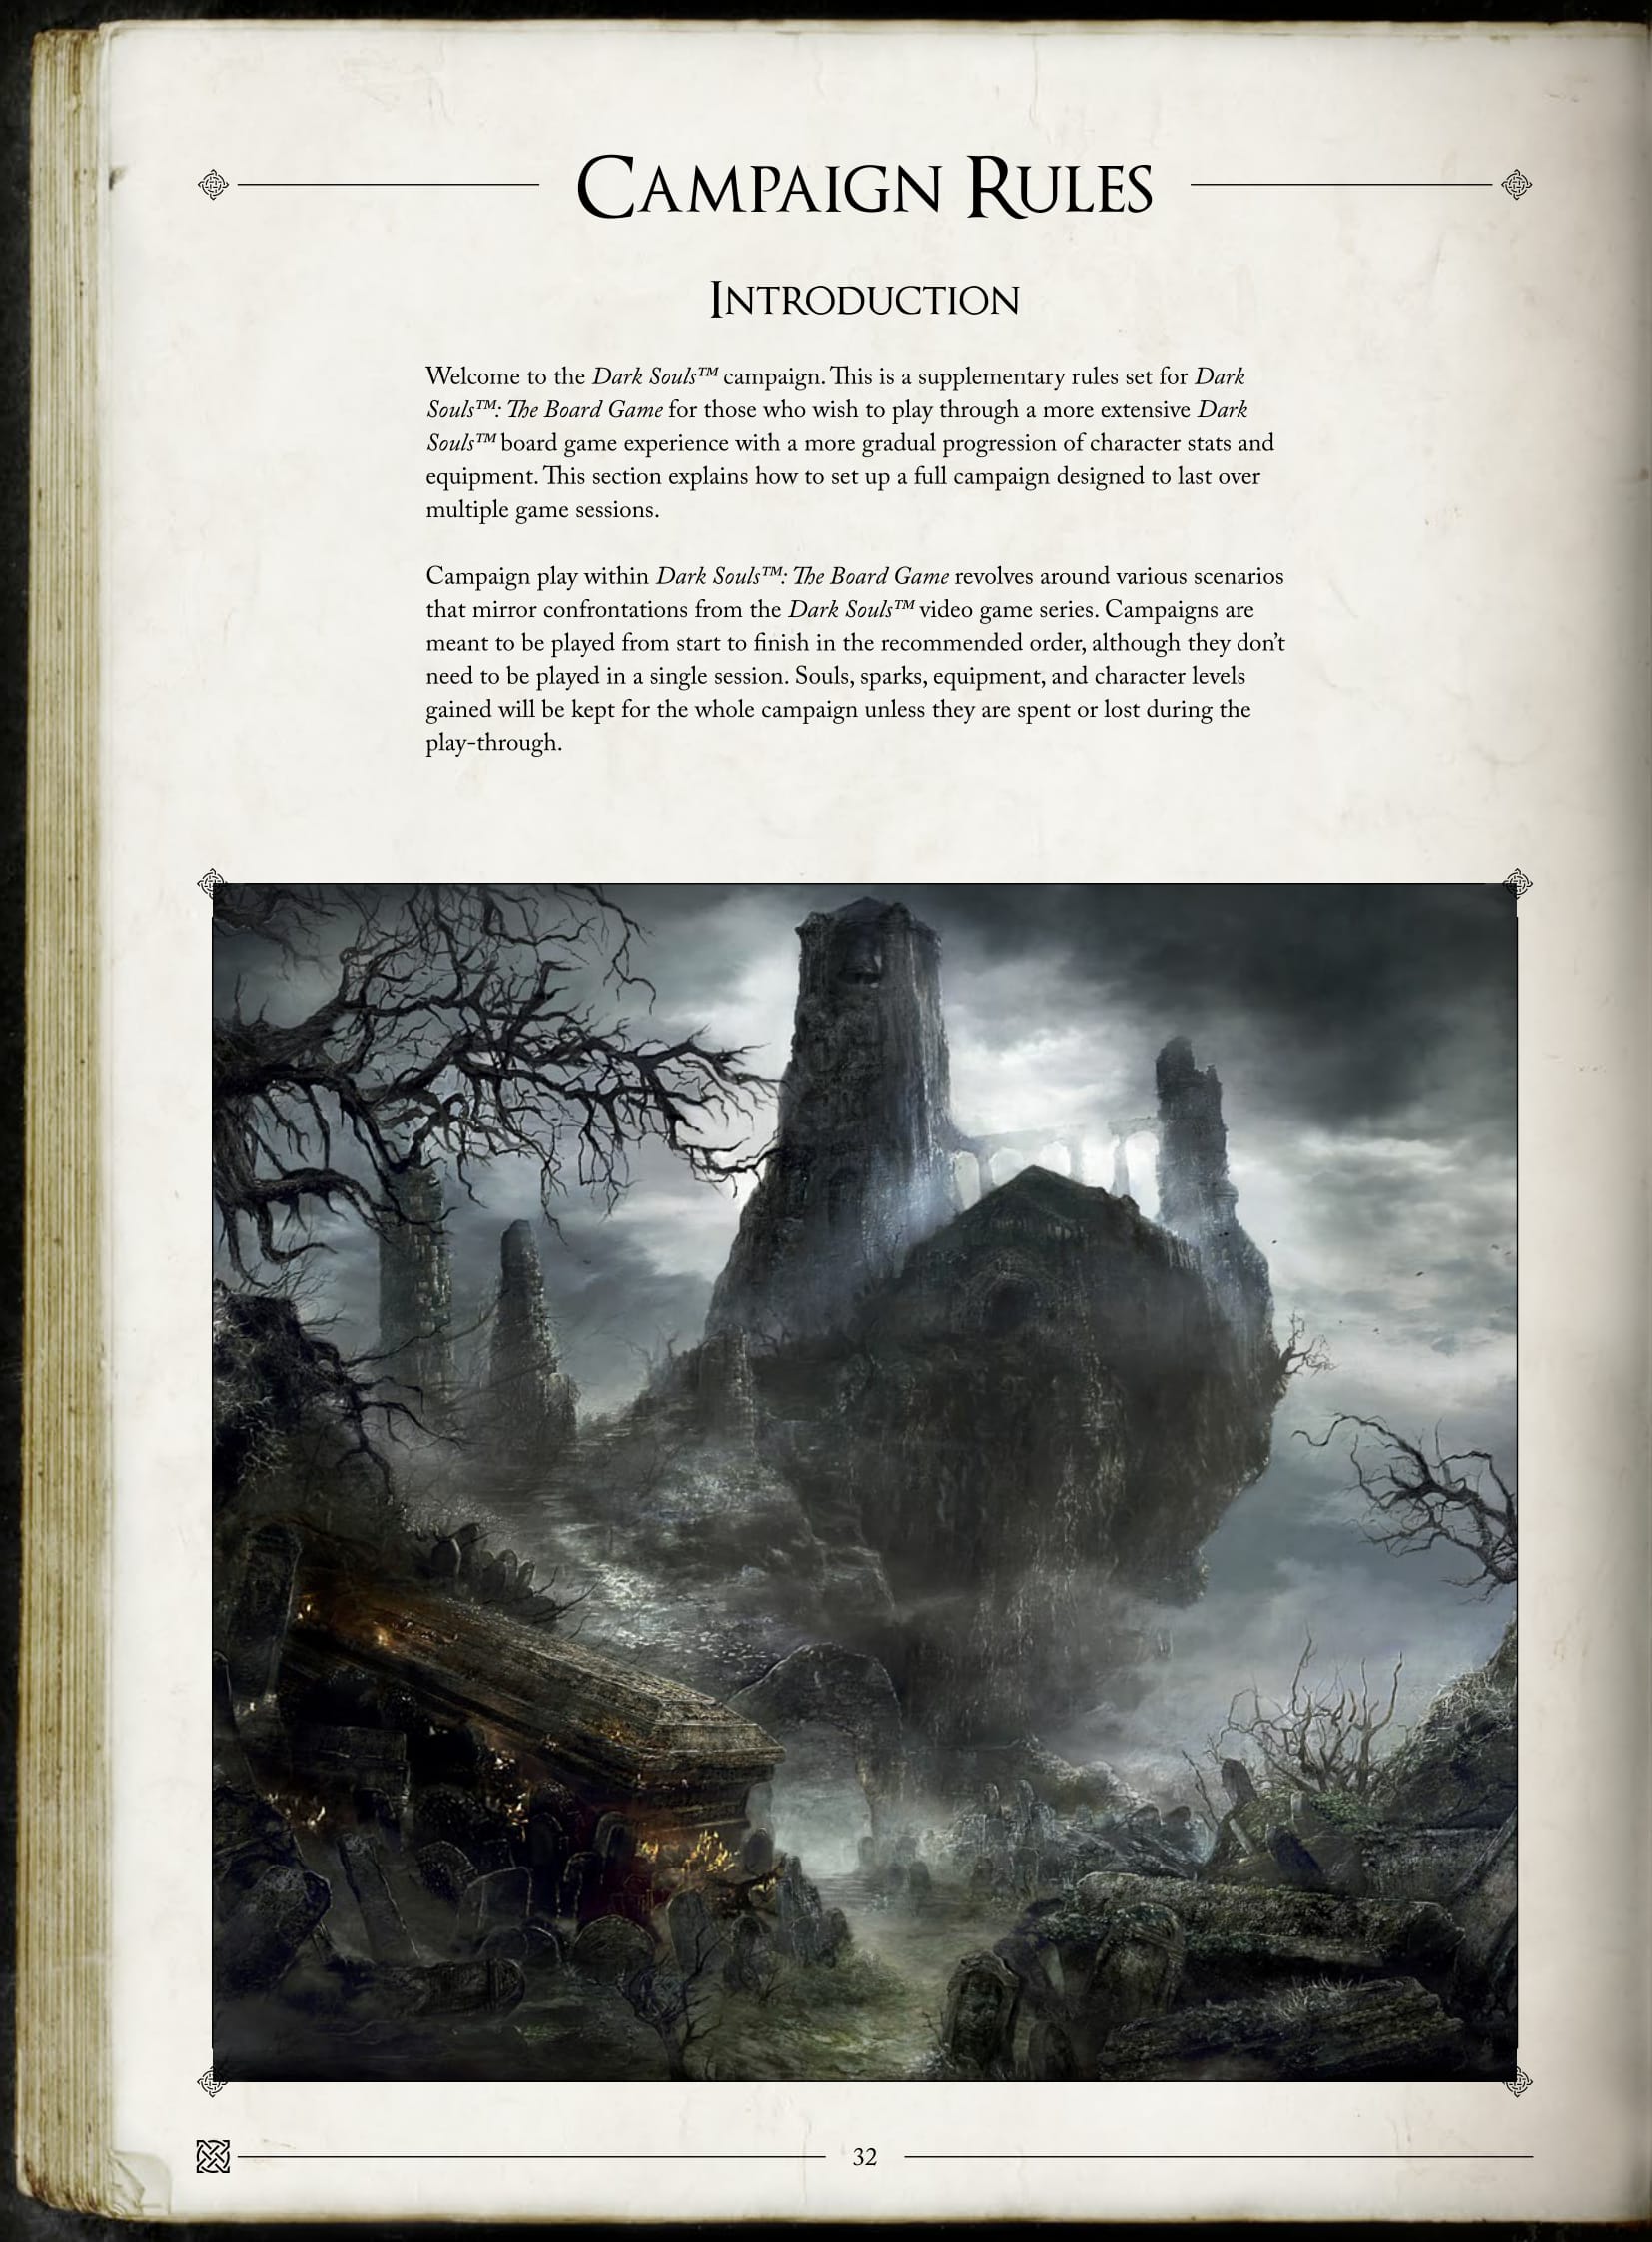 Campaign Rules
Introduction
Welcome to the Dark Souls™ campaign. This is a supplementary rules set for Dark
Souls™: The Board Game for those who wish to play through a more extensive Dark
Souls™ board game experience with a more gradual progression of character stats and
equipment. This section explains how to set up a full campaign designed to last over
multiple game sessions.
Campaign play within Dark Souls™: The Board Game revolves around various scenarios
that mirror confrontations from the Dark Souls™ video game series. Campaigns are
meant to be played from start to finish in the recommended order, although they don’t
need to be played in a single session. Souls, sparks, equipment, and character levels
gained will be kept for the whole campaign unless they are spent or lost during the
play-through.
32